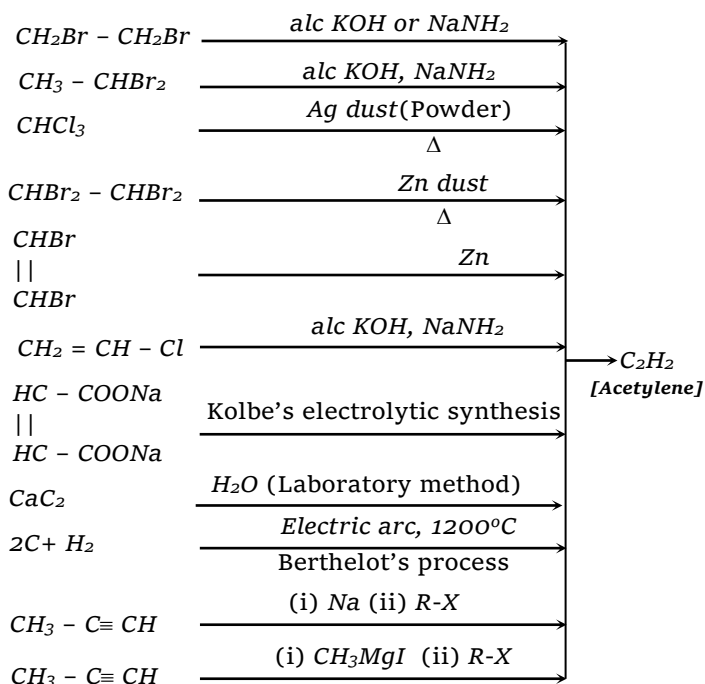 CH₂Br – CH₂Br alc KOH or NaNH₂
CH₃ – CHBr₂ alc KOH, NaNH₂
CHCl₃ Ag dust(Powder)
Δ
CHBr₂ – CHBr₂ Zn dust
Δ
CHBr
|| Zn
CHBr
CH₂ = CH – Cl alc KOH, NaNH₂
C₂H₂
[Acetylene]
HC – COONa
|| Kolbe's electrolytic synthesis
HC – COONa
CaC₂ H₂O (Laboratory method)
2C+ H₂ Electric arc, 1200°C
Berthelot's process
CH₃ – C≡ CH (i) Na (ii) R-X
CH₃ – C≡ CH (i) CH₃MgI (ii) R-X